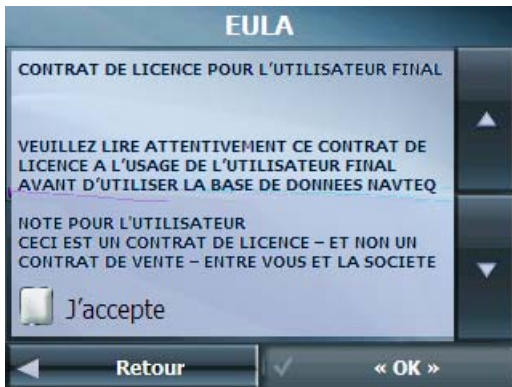 EULA
CONTRAT DE LICENCE POUR L'UTILISATEUR FINAL
VEUILLEZ LIRE ATTENTIVEMENT CE CONTRAT DE
LICENCE A L'USAGE DE L'UTILISATEUR FINAL
AVANT D'UTILISER LA BASE DE DONNEES NAVTEQ
NOTE POUR L'UTILISATEUR
CECI EST UN CONTRAT DE LICENCE – ET NON UN
CONTRAT DE VENTE – ENTRE VOUS ET LA SOCIETE
J'accepte
Retour
« OK »